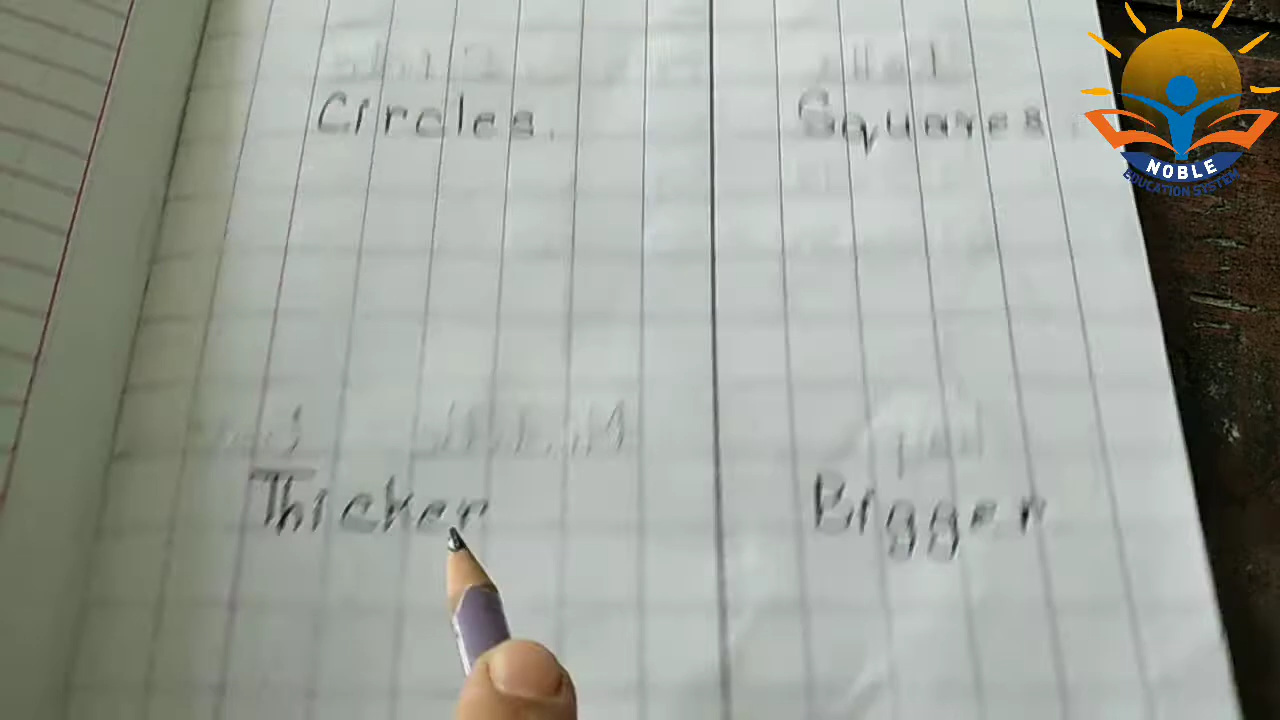 Circles.
Squares.
Thicker
Bigger
NOBLE
EDUCATION SYSTEM